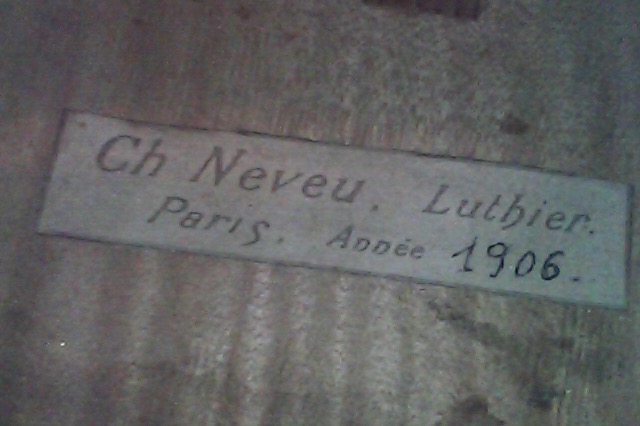 Ch Neveu. Luthier.
Paris. Année 1906.